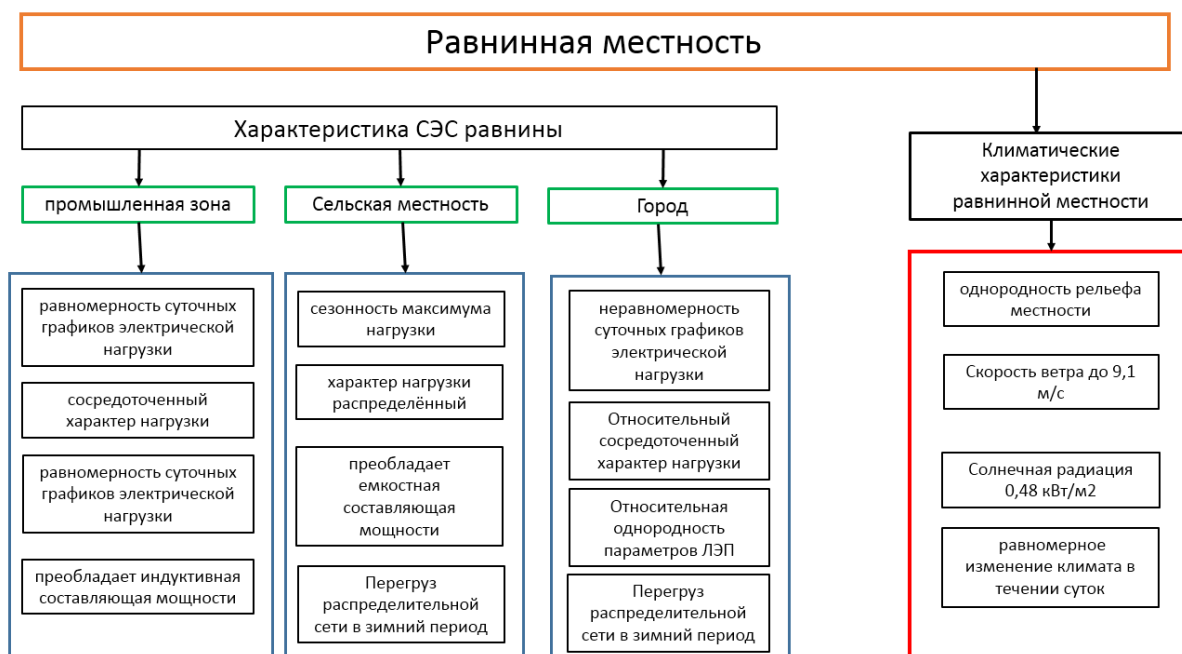 Равнинная местность
Характеристика СЭС равнины
промышленная зона
равномерность суточных
графиков электрической
нагрузки
сосредоточенный
характер нагрузки
равномерность суточных
графиков электрической
нагрузки
преобладает индуктивная
составляющая мощности
Сельская местность
сезонность максимума
нагрузки
характер нагрузки
распределённый
преобладает
емкостная
составляющая
мощности
Перегруз
распределительной
сети в зимний период
Город
неравномерность
суточных графиков
электрической
нагрузки
Относительный
сосредоточенный
характер нагрузки
Относительная
однородность
параметров ЛЭП
Перегруз
распределительной
сети в зимний период
Климатические
характеристики
равнинной местности
однородность рельефа
местности
Скорость ветра до 9,1
м/с
Солнечная радиация
0,48 кВт/м2
равномерное
изменение климата в
течении суток